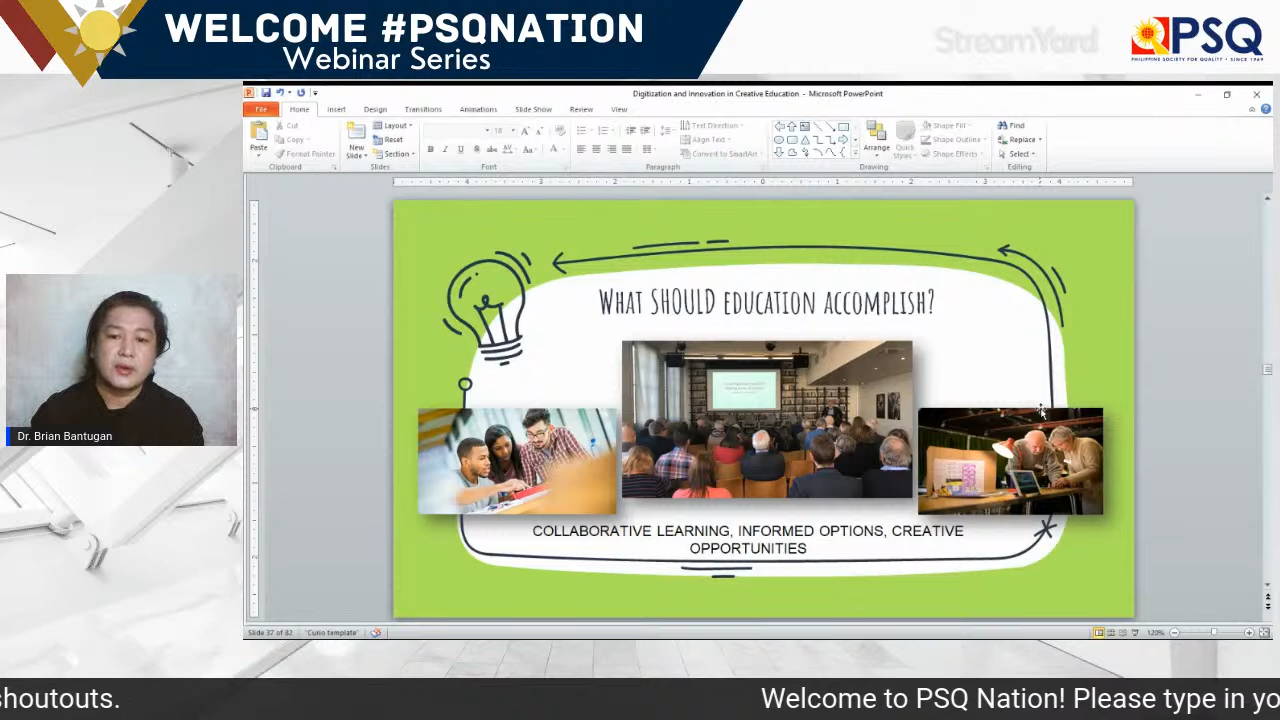 WELCOME #PSQNATION
Webinar Series
StreamYard
PSQ
PHILIPPINE SOCIETY FOR QUALITY • SINCE 1969
Digitization and Innovation in Creative Education - Microsoft PowerPoint
File Home Insert Design Transitions Animations Slide Show Review View
Paste
Cut
Copy
Format Painter
Clipboard
New Slide
Layout
Reset
Section
Slides
18
Font
Text Direction
Align Text
Convert to SmartArt
Paragraph
Arrange
Quick Styles
Shape Fill
Shape Outline
Shape Effects
Drawing
Find
Replace
Select
Editing
WHAT SHOULD EDUCATION ACCOMPLISH?
COLLABORATIVE LEARNING, INFORMED OPTIONS, CREATIVE
OPPORTUNITIES
Dr. Brian Bantugan
Slide 37 of 82 "Curio template" 120%
shoutouts. Welcome to PSQ Nation! Please type in yo